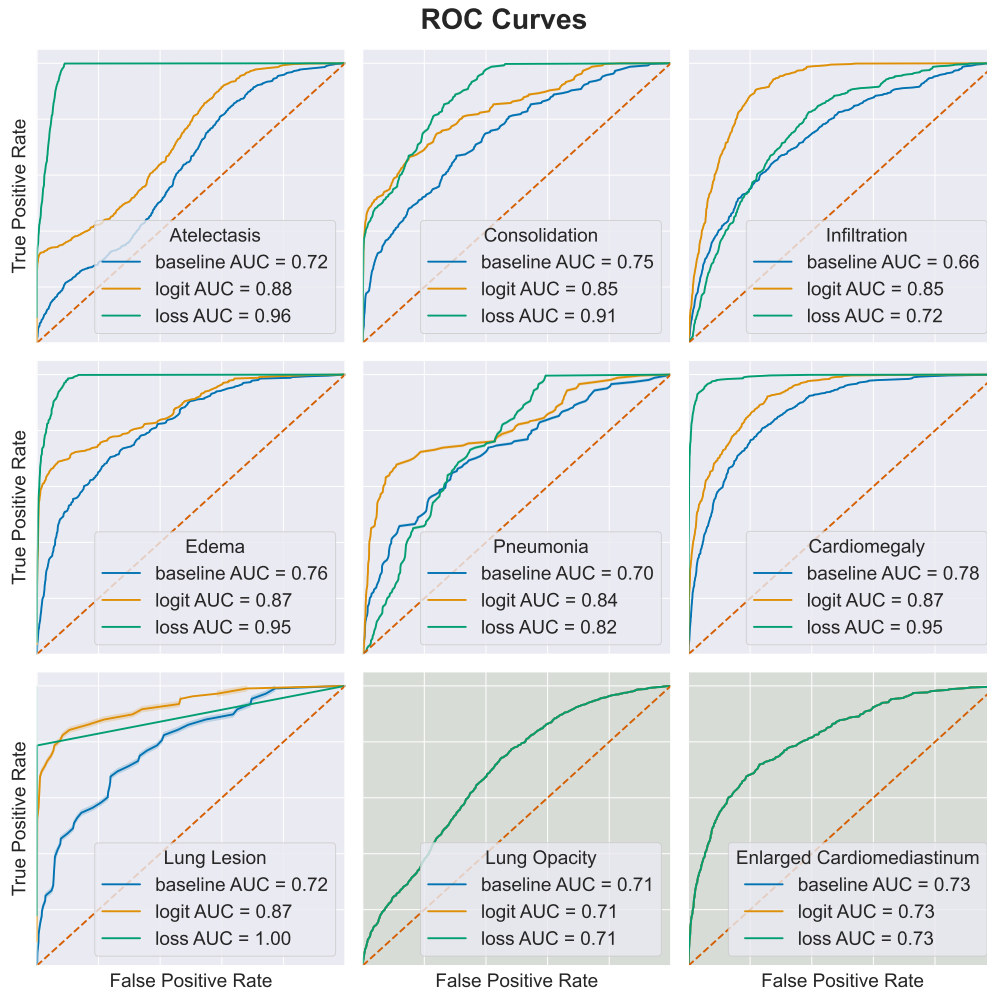 ROC Curves
True Positive Rate
Atelectasis
baseline AUC = 0.72
logit AUC = 0.88
loss AUC = 0.96
Consolidation
baseline AUC = 0.75
logit AUC = 0.85
loss AUC = 0.91
Infiltration
baseline AUC = 0.66
logit AUC = 0.85
loss AUC = 0.72
True Positive Rate
Edema
baseline AUC = 0.76
logit AUC = 0.87
loss AUC = 0.95
Pneumonia
baseline AUC = 0.70
logit AUC = 0.84
loss AUC = 0.82
Cardiomegaly
baseline AUC = 0.78
logit AUC = 0.87
loss AUC = 0.95
True Positive Rate
Lung Lesion
baseline AUC = 0.72
logit AUC = 0.87
loss AUC = 1.00
False Positive Rate
Lung Opacity
baseline AUC = 0.71
logit AUC = 0.71
loss AUC = 0.71
False Positive Rate
Enlarged Cardiomediastinum
baseline AUC = 0.73
logit AUC = 0.73
loss AUC = 0.73
False Positive Rate